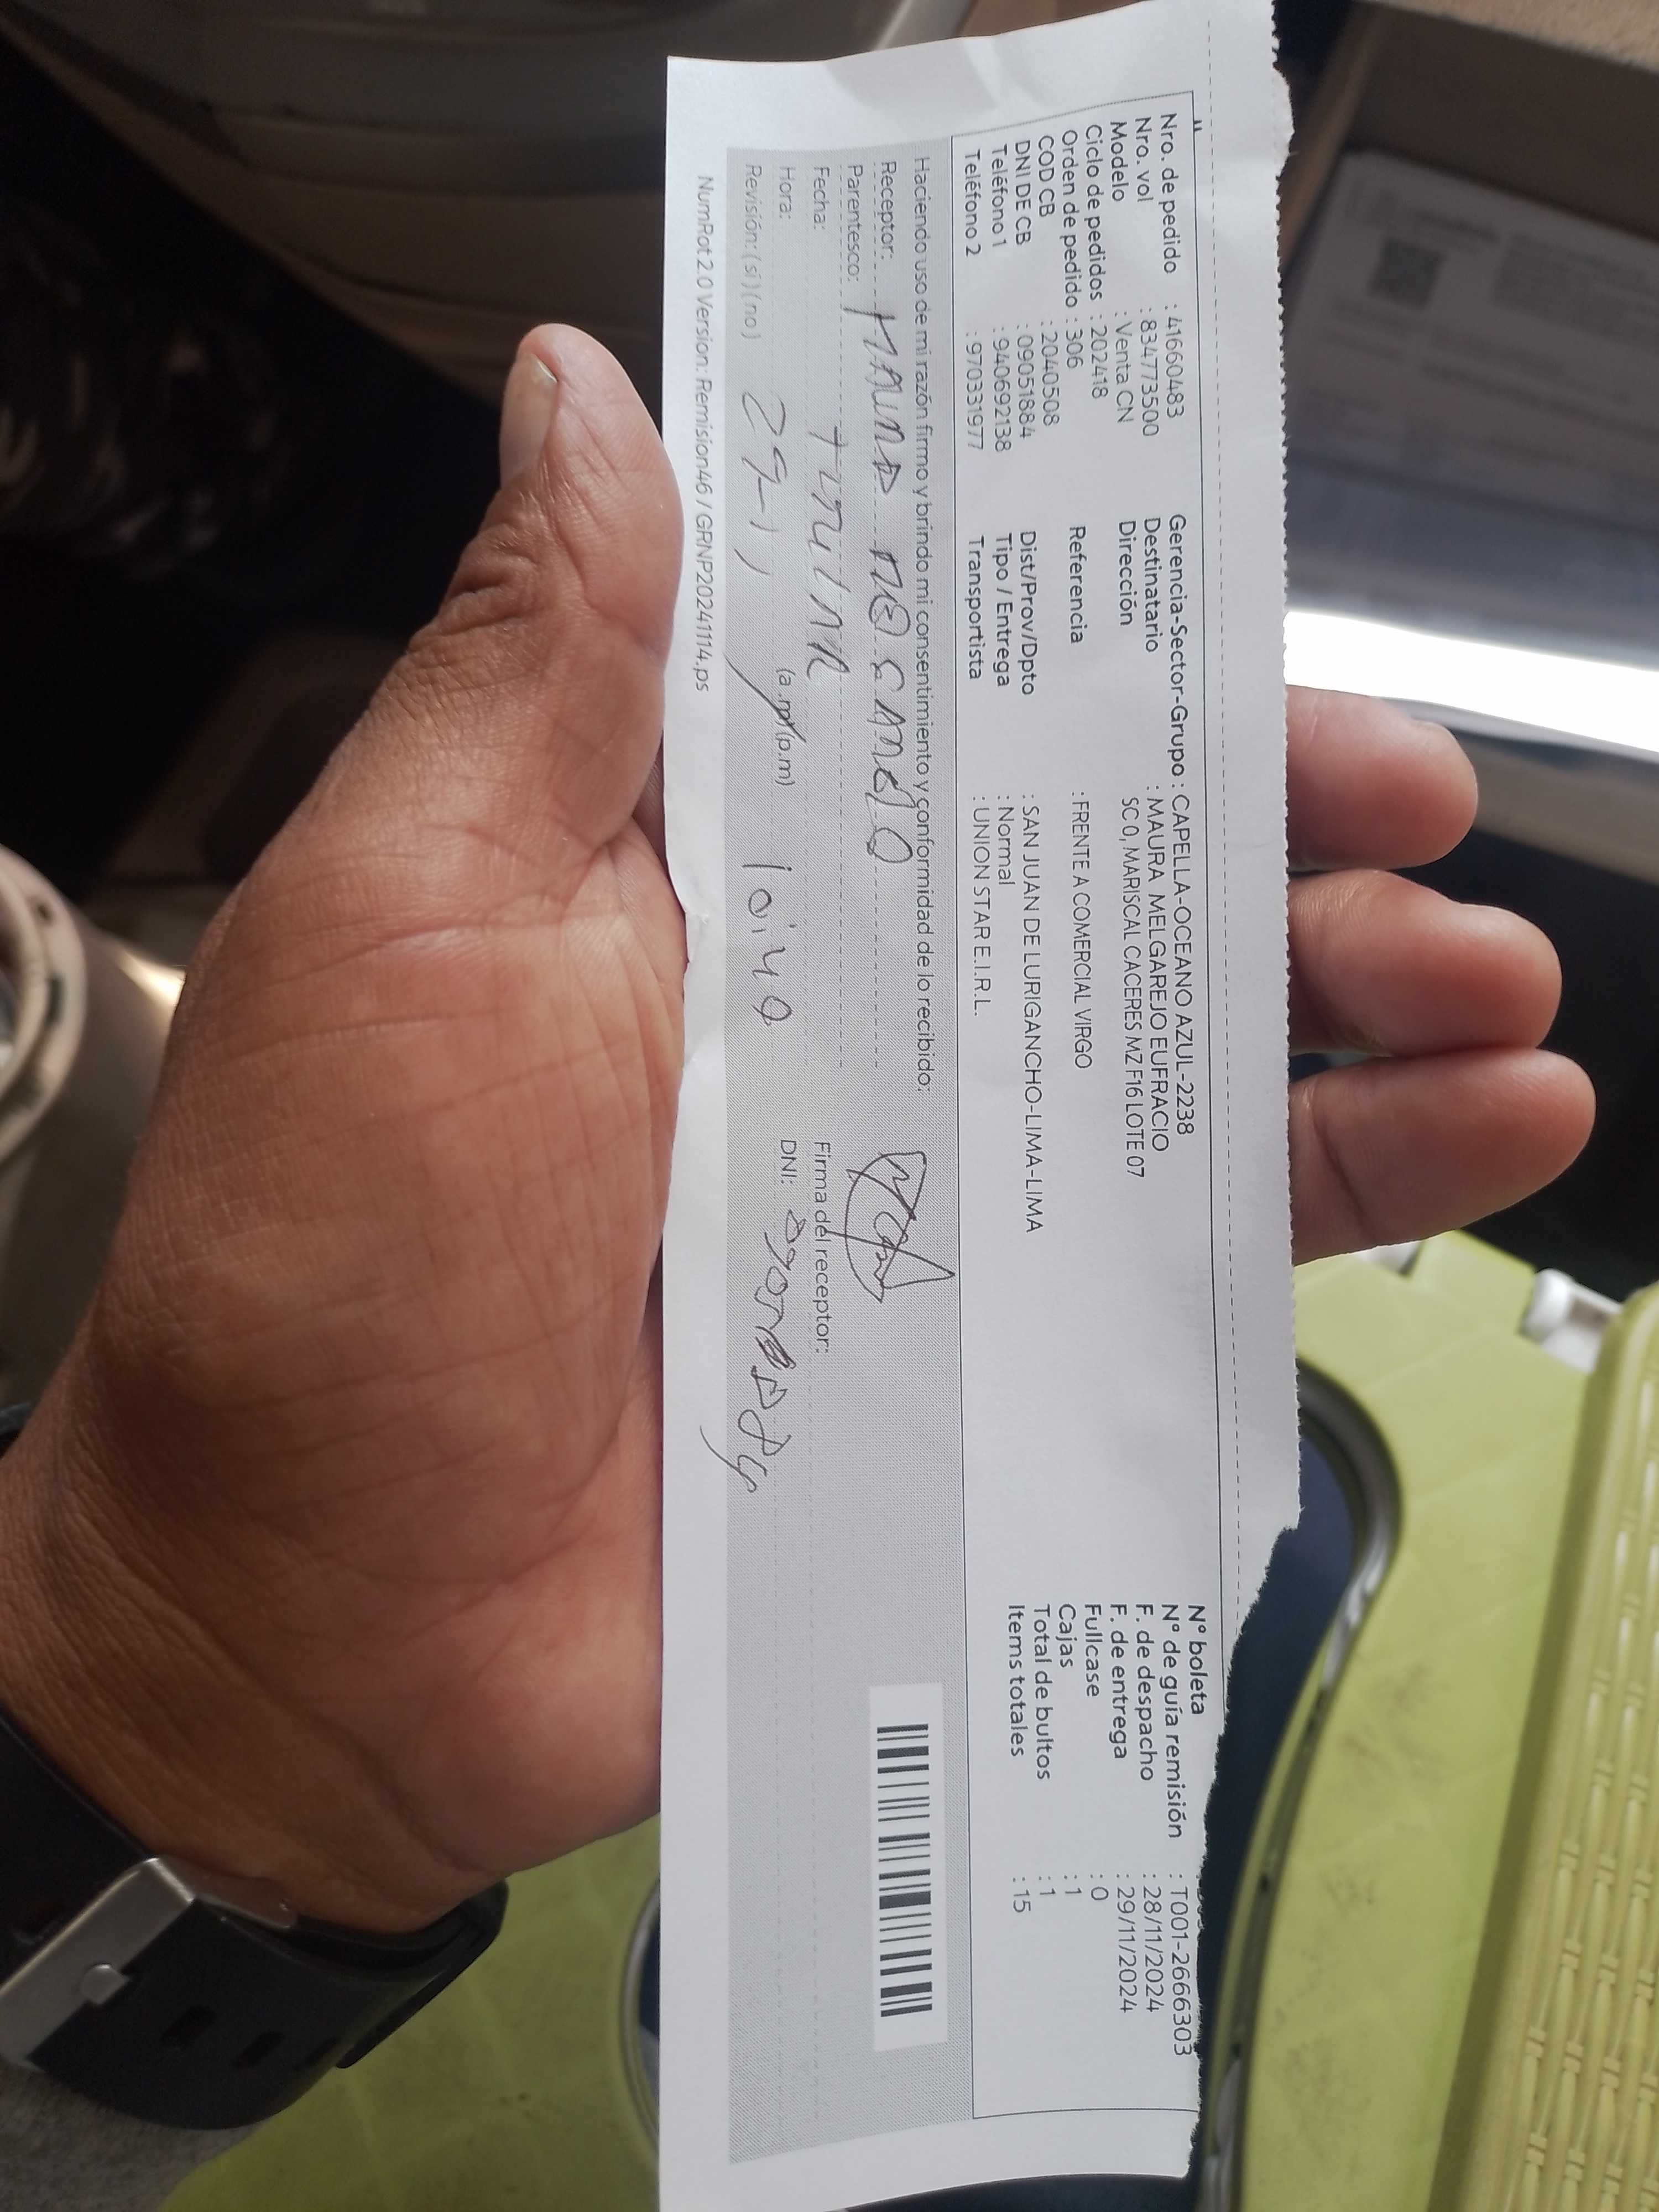 Nro. de pedido : 41660483
Nro. vol : 834773500
Modelo : Venta CN
Ciclo de pedidos : 202418
Orden de pedido : 306
COD CB : 2040508
DNI DE CB : 09051884
Teléfono 1 : 940692138
Teléfono 2 : 970331977
Gerencia-Sector-Grupo : CAPELLA-OCEANO AZUL-2238
Destinatario : MAURA MELGAREJO EUFRACIO
Dirección SC 0, MARISCAL CACERES MZ F16 LOTE 07
Referencia : FRENTE A COMERCIAL VIRGO
Dist/Prov/Dpto : SAN JUAN DE LURIGANCHO-LIMA-LIMA
Tipo / Entrega : Normal
Transportista : UNION STAR E.I.R.L.
N° boleta
N° de guía remisión : T001-2666303
F. de despacho : 28/11/2024
F. de entrega : 29/11/2024
Fullcase : 0
Cajas : 1
Total de bultos : 1
Items totales : 15
Haciendo uso de mi razón firmo y brindo mi consentimiento y conformidad de lo recibido:
Receptor:
Parentesco:
Fecha:
Hora: (a.m)(p.m)
Revisión: (si) (no)
29-11
10:40
Firma del receptor:
DNI:
NumRot 2.0 Version: Remision46 / GRNP20241114.ps